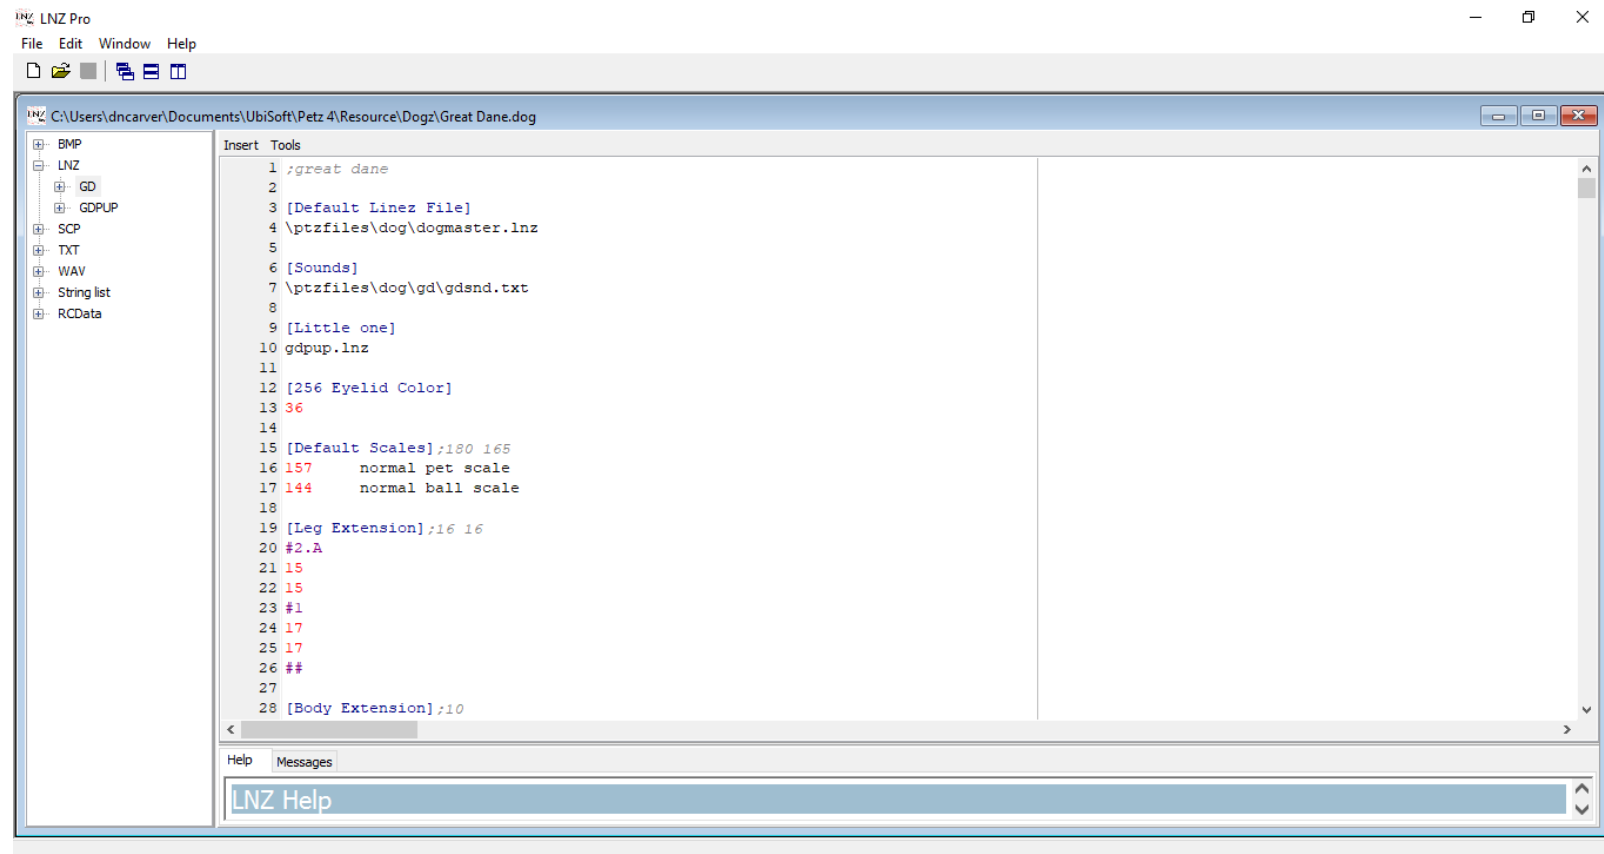 LNZ LNZ Pro
File Edit Window Help
LNZ C:\Users\dncarver\Documents\UbiSoft\Petz 4\Resource\Dogz\Great Dane.dog
BMP
LNZ
GD
GDPUP
SCP
TXT
WAV
String list
RCData
Insert Tools
1 ;great dane
2
3 [Default Linez File]
4 \ptzfiles\dog\dogmaster.lnz
5
6 [Sounds]
7 \ptzfiles\dog\gd\gdsnd.txt
8
9 [Little one]
10 gdpup.lnz
11
12 [256 Eyelid Color]
13 36
14
15 [Default Scales];180 165
16 157 normal pet scale
17 144 normal ball scale
18
19 [Leg Extension];16 16
20 #2.A
21 15
22 15
23 #1
24 17
25 17
26 ##
27
28 [Body Extension];10
Help Messages
LNZ Help